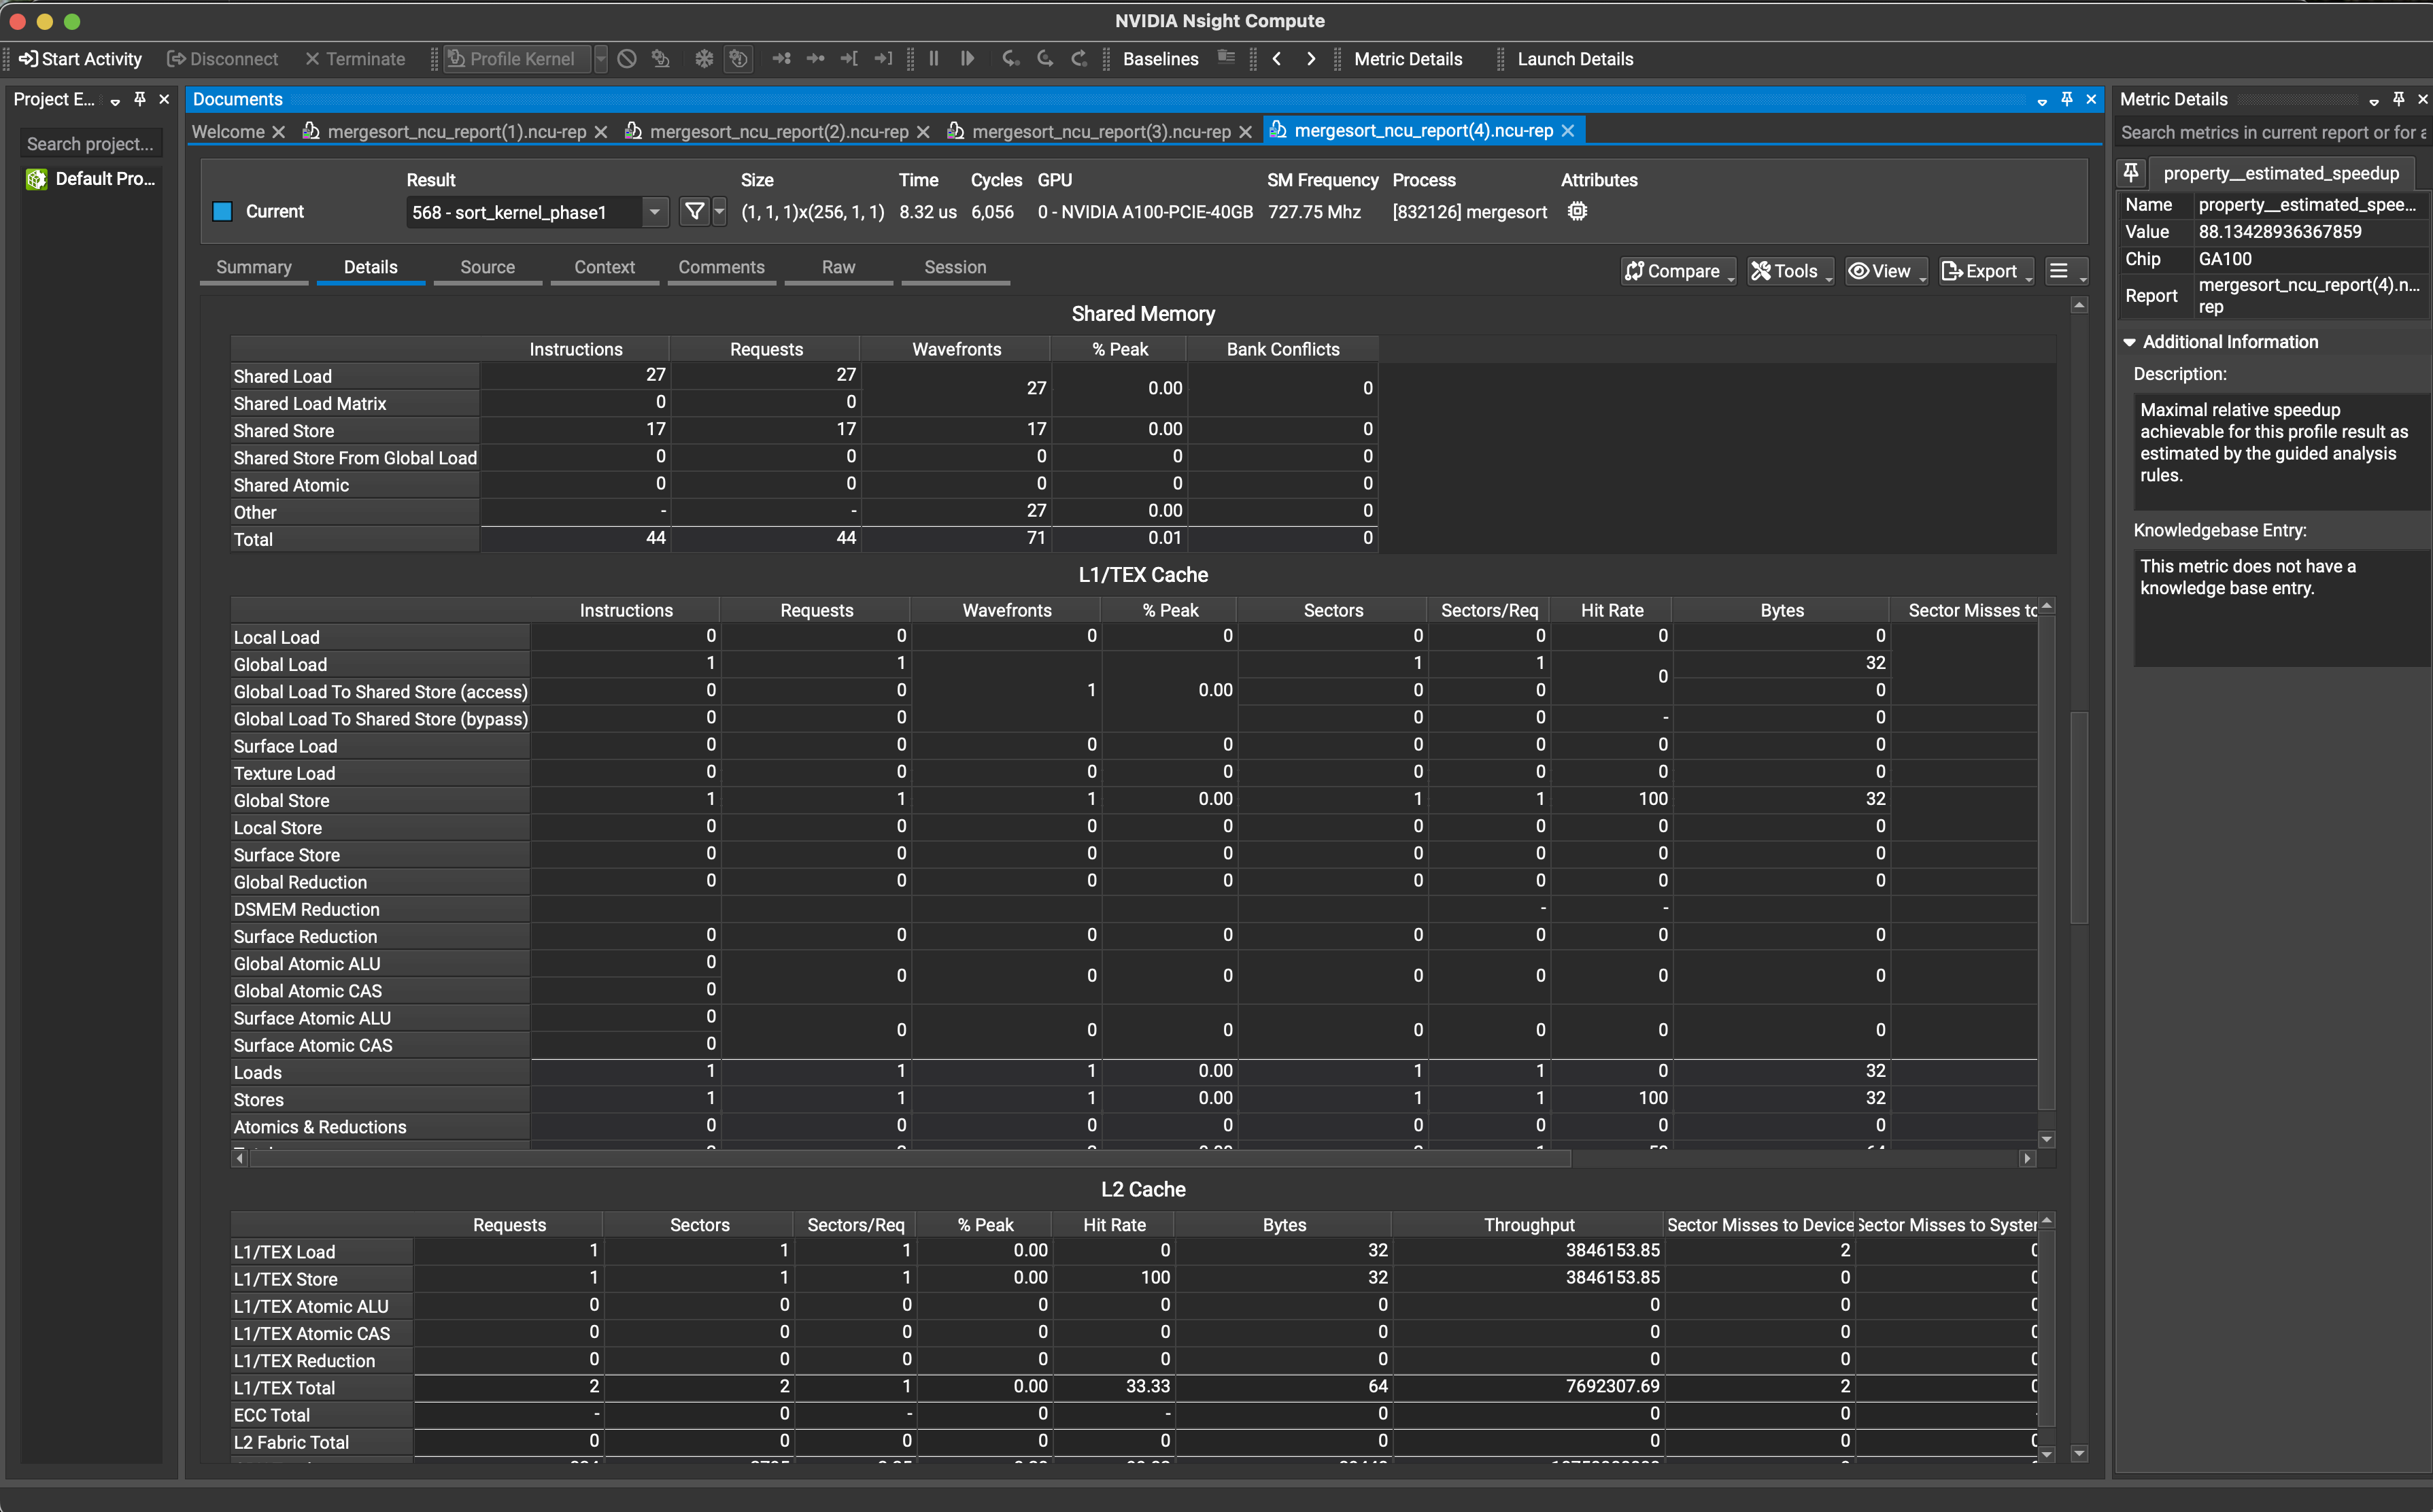 NVIDIA Nsight Compute
Start Activity Disconnect Terminate Profile Kernel Baselines Metric Details Launch Details
Project E...
Search project...
Default Pro...
Documents
Welcome mergesort_ncu_report(1).ncu-rep mergesort_ncu_report(2).ncu-rep mergesort_ncu_report(3).ncu-rep mergesort_ncu_report(4).ncu-rep
Result Size Time Cycles GPU SM Frequency Process Attributes
Current 568 - sort_kernel_phase1 (1, 1, 1)x(256, 1, 1) 8.32 us 6,056 0 - NVIDIA A100-PCIE-40GB 727.75 Mhz [832126] mergesort
Summary Details Source Context Comments Raw Session Compare Tools View Export
Shared Memory
Instructions Requests Wavefronts % Peak Bank Conflicts
Shared Load 27 27 27 0.00 0
Shared Load Matrix 0 0
Shared Store 17 17 17 0.00 0
Shared Store From Global Load 0 0 0 0 0
Shared Atomic 0 0 0 0 0
Other - - 27 0.00 0
Total 44 44 71 0.01 0
L1/TEX Cache
Instructions Requests Wavefronts % Peak Sectors Sectors/Req Hit Rate Bytes Sector Misses to
Local Load 0 0 0 0 0 0 0 0
Global Load 1 1 1 0.00 1 1 0 32
Global Load To Shared Store (access) 0 0 0 0 0
Global Load To Shared Store (bypass) 0 0 0 0 - 0
Surface Load 0 0 0 0 0 0 0 0
Texture Load 0 0 0 0 0 0 0 0
Global Store 1 1 1 0.00 1 1 100 32
Local Store 0 0 0 0 0 0 0 0
Surface Store 0 0 0 0 0 0 0 0
Global Reduction 0 0 0 0 0 0 0 0
DSMEM Reduction - -
Surface Reduction 0 0 0 0 0 0 0 0
Global Atomic ALU 0 0 0 0 0 0 0 0
Global Atomic CAS 0
Surface Atomic ALU 0 0 0 0 0 0 0 0
Surface Atomic CAS 0
Loads 1 1 1 0.00 1 1 0 32
Stores 1 1 1 0.00 1 1 100 32
Atomics & Reductions 0 0 0 0 0 0 0 0
L2 Cache
Requests Sectors Sectors/Req % Peak Hit Rate Bytes Throughput Sector Misses to Device Sector Misses to System
L1/TEX Load 1 1 1 0.00 0 32 3846153.85 2 0
L1/TEX Store 1 1 1 0.00 100 32 3846153.85 0 0
L1/TEX Atomic ALU 0 0 0 0 0 0 0 0 0
L1/TEX Atomic CAS 0 0 0 0 0 0 0 0 0
L1/TEX Reduction 0 0 0 0 0 0 0 0 0
L1/TEX Total 2 2 1 0.00 33.33 64 7692307.69 2 0
ECC Total - 0 - 0 - 0 0 0 -
L2 Fabric Total 0 0 0 0 0 0 0 0 0
Metric Details
Search metrics in current report or for a
property__estimated_speedup
Name property__estimated_spee...
Value 88.13428936367859
Chip GA100
Report mergesort_ncu_report(4).n...
rep
Additional Information
Description:
Maximal relative speedup
achievable for this profile result as
estimated by the guided analysis
rules.
Knowledgebase Entry:
This metric does not have a
knowledge base entry.